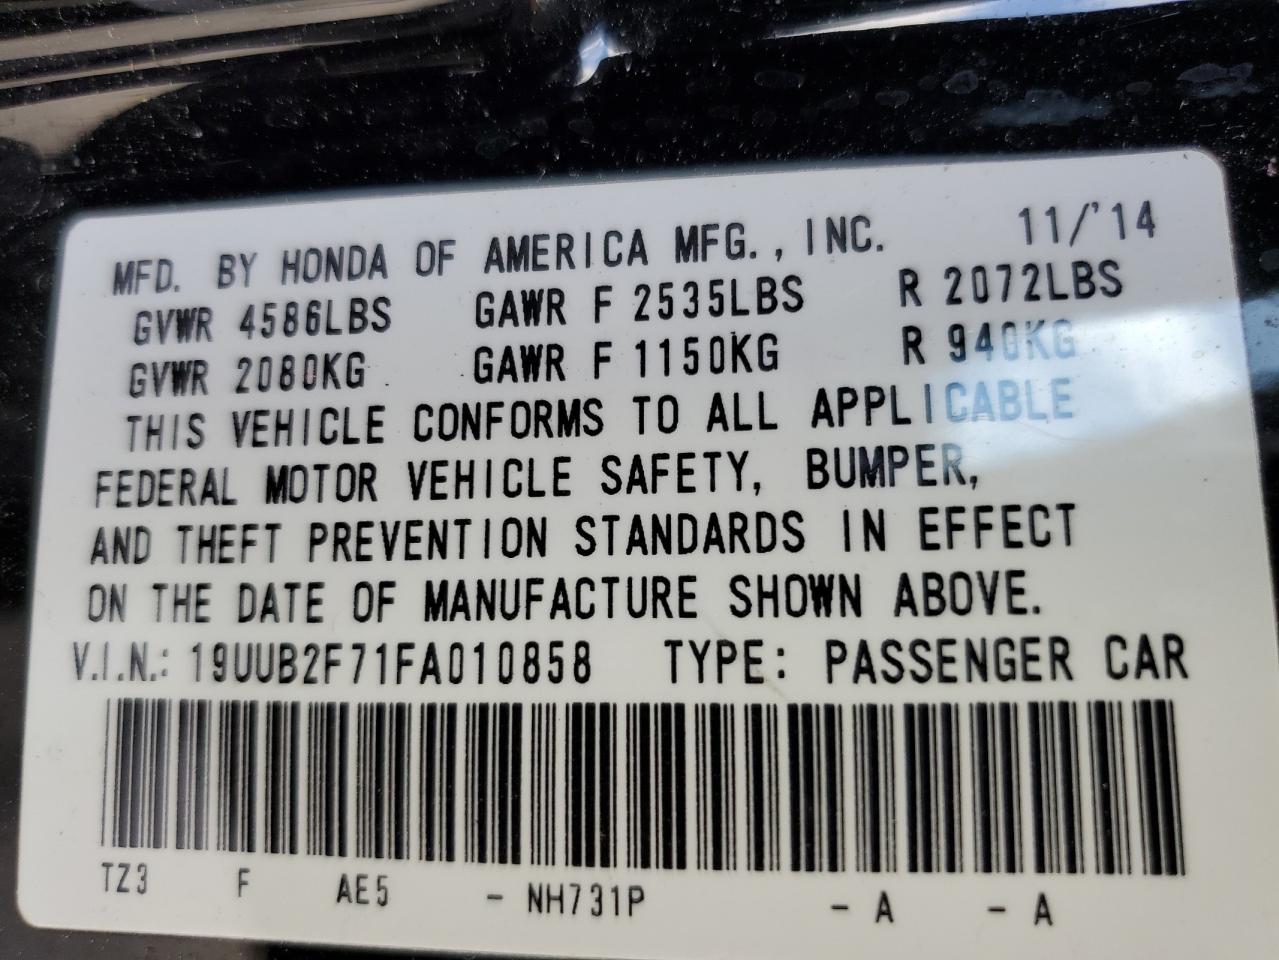 MFD. BY HONDA OF AMERICA MFG., INC. 11/'14
GVWR 4586LBS GAWR F 2535LBS R 2072LBS
GVWR 2080KG GAWR F 1150KG R 940KG
THIS VEHICLE CONFORMS TO ALL APPLICABLE
FEDERAL MOTOR VEHICLE SAFETY, BUMPER,
AND THEFT PREVENTION STANDARDS IN EFFECT
ON THE DATE OF MANUFACTURE SHOWN ABOVE.
V.I.N.: 19UUB2F71FA010858 TYPE: PASSENGER CAR
TZ3 F AE5 - NH731P - A - A